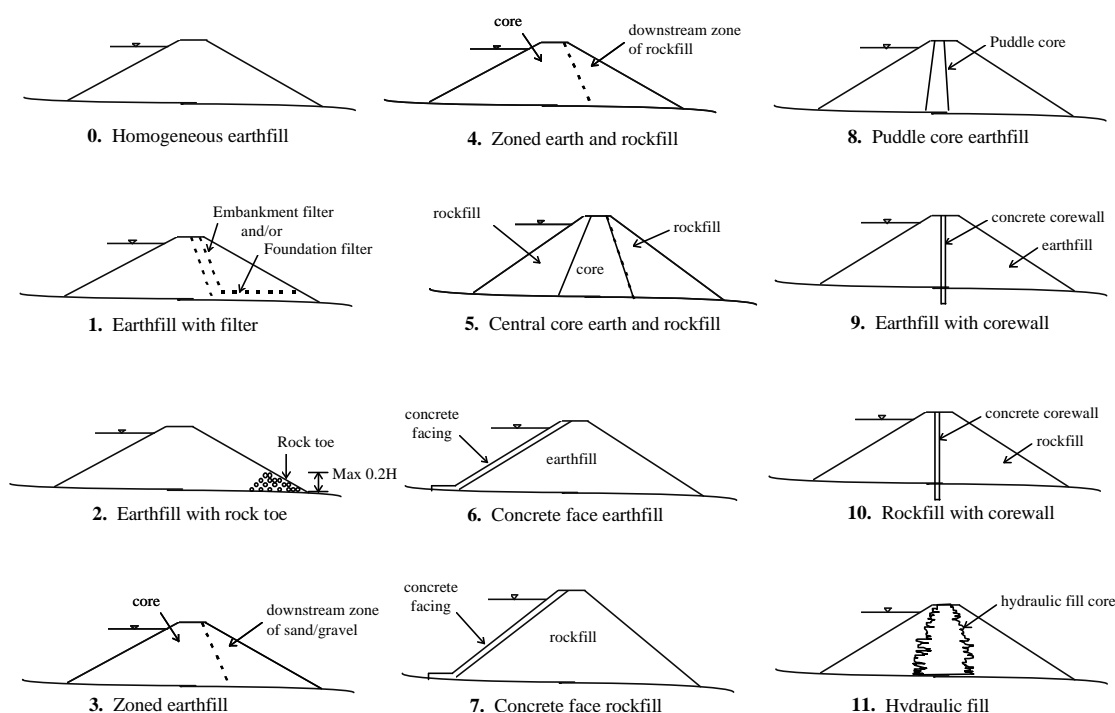 0. Homogeneous earthfill
Embankment filter
and/or
Foundation filter
1. Earthfill with filter
Rock toe
Max 0.2H
2. Earthfill with rock toe
core
downstream zone
of sand/gravel
3. Zoned earthfill
core
downstream zone
of rockfill
4. Zoned earth and rockfill
rockfill
rockfill
core
5. Central core earth and rockfill
concrete
facing
earthfill
6. Concrete face earthfill
concrete
facing
rockfill
7. Concrete face rockfill
Puddle core
8. Puddle core earthfill
concrete corewall
earthfill
9. Earthfill with corewall
concrete corewall
rockfill
10. Rockfill with corewall
hydraulic fill core
11. Hydraulic fill